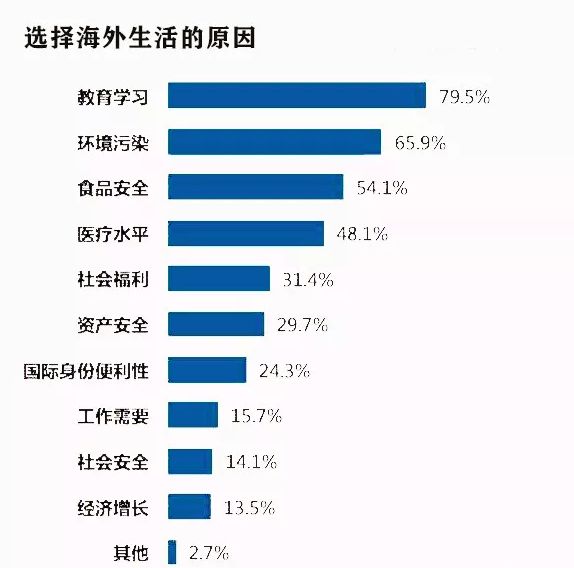 选择海外生活的原因
教育学习 79.5%
环境污染 65.9%
食品安全 54.1%
医疗水平 48.1%
社会福利 31.4%
资产安全 29.7%
国际身份便利性 24.3%
工作需要 15.7%
社会安全 14.1%
经济增长 13.5%
其他 2.7%